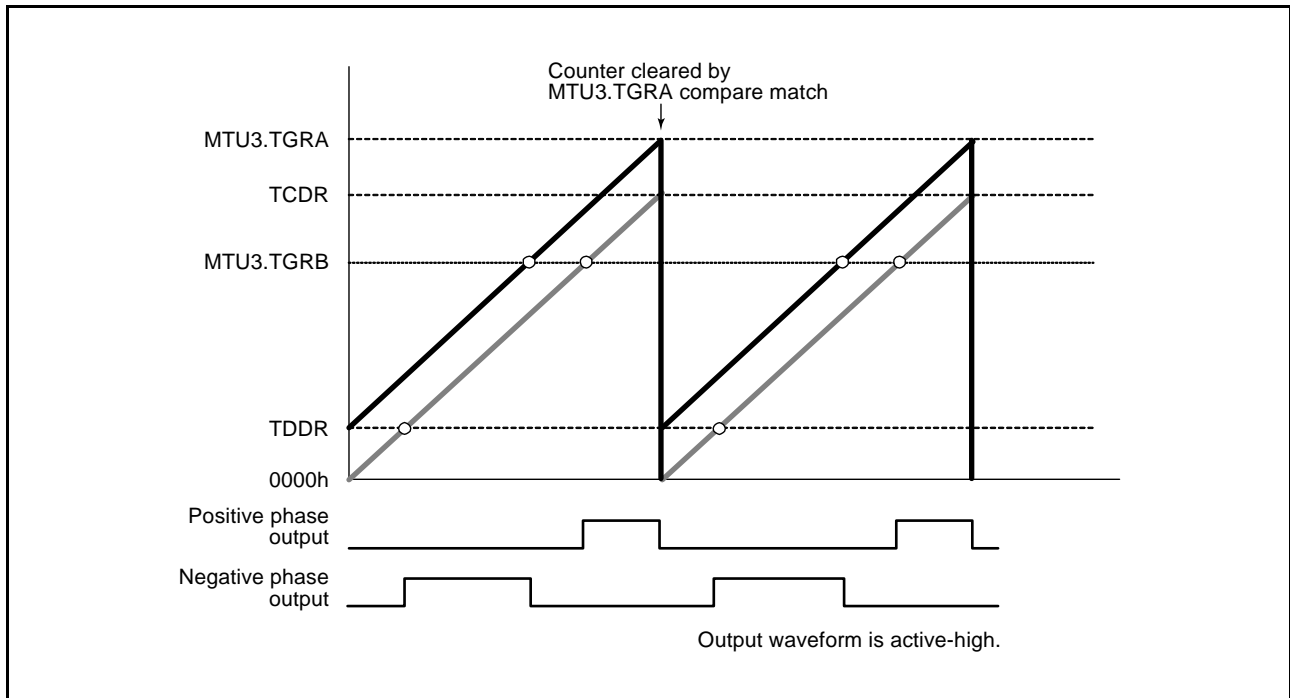 Counter cleared by
MTU3.TGRA compare match
MTU3.TGRA
TCDR
MTU3.TGRB
TDDR
0000h
Positive phase
output
Negative phase
output
Output waveform is active-high.